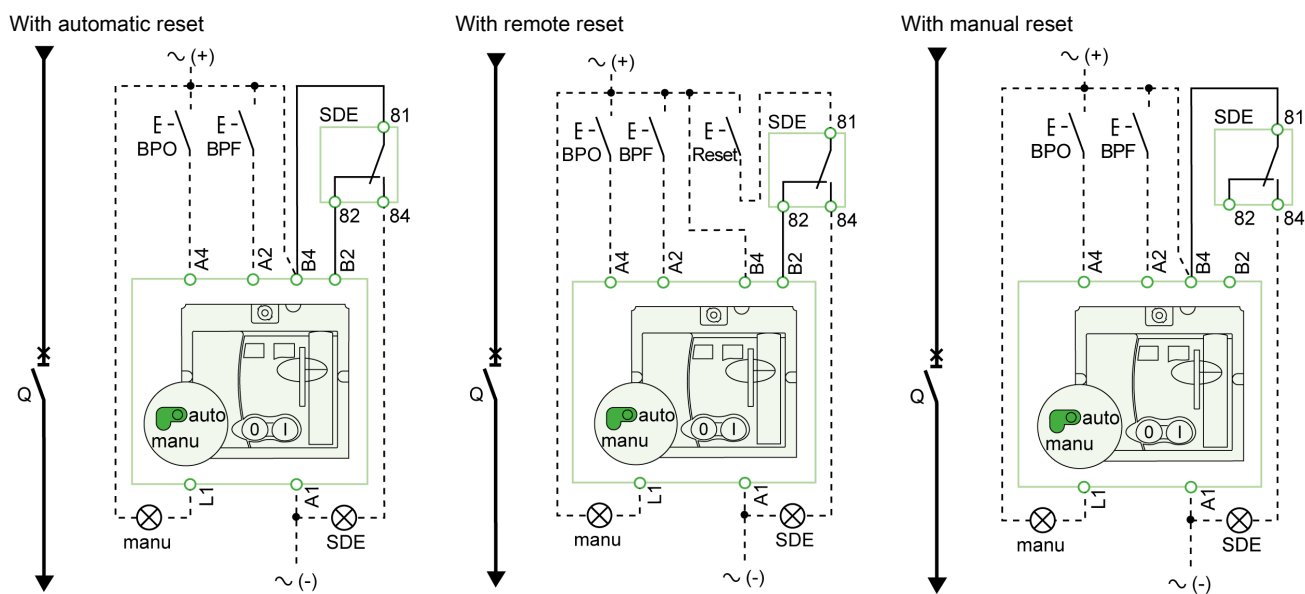 With automatic reset
∼ (+)
SDE
81
BPO
BPF
82
84
A4
A2
B4
B2
Q
auto
manu
0
I
L1
A1
manu
SDE
∼ (-)
With remote reset
∼ (+)
SDE
81
BPO
BPF
Reset
82
84
A4
A2
B4
B2
Q
auto
manu
0
I
L1
A1
manu
SDE
∼ (-)
With manual reset
∼ (+)
SDE
81
BPO
BPF
82
84
A4
A2
B4
B2
Q
auto
manu
0
I
L1
A1
manu
SDE
∼ (-)